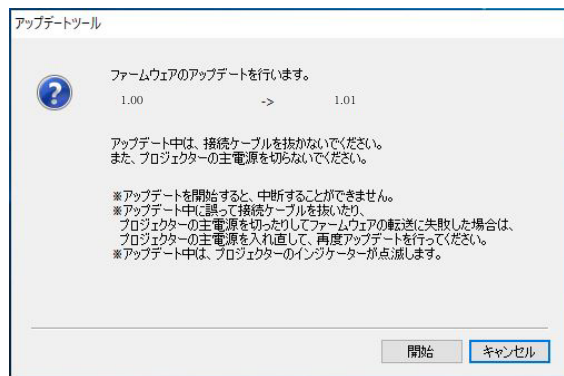 アップデートツール
ファームウェアのアップデートを行います。
1.00 -> 1.01
アップデート中は、接続ケーブルを抜かないでください。
また、プロジェクターの主電源を切らないでください。
※アップデートを開始すると、中断することができません。
※アップデート中に誤って接続ケーブルを抜いたり、
プロジェクターの主電源を切ったりしてファームウェアの転送に失敗した場合は、
プロジェクターの主電源を入れ直して、再度アップデートを行ってください。
※アップデート中は、プロジェクターのインジケーターが点滅します。
開始 キャンセル